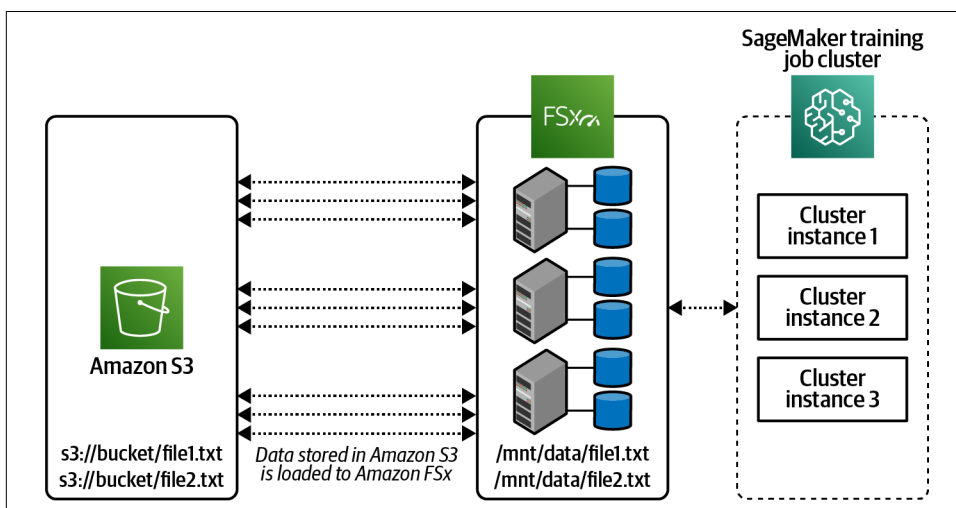 SageMaker training
job cluster
FSx
Cluster
instance 1
Cluster
instance 2
Cluster
instance 3
Amazon S3
s3://bucket/file1.txt
s3://bucket/file2.txt
Data stored in Amazon S3
is loaded to Amazon FSx
/mnt/data/file1.txt
/mnt/data/file2.txt